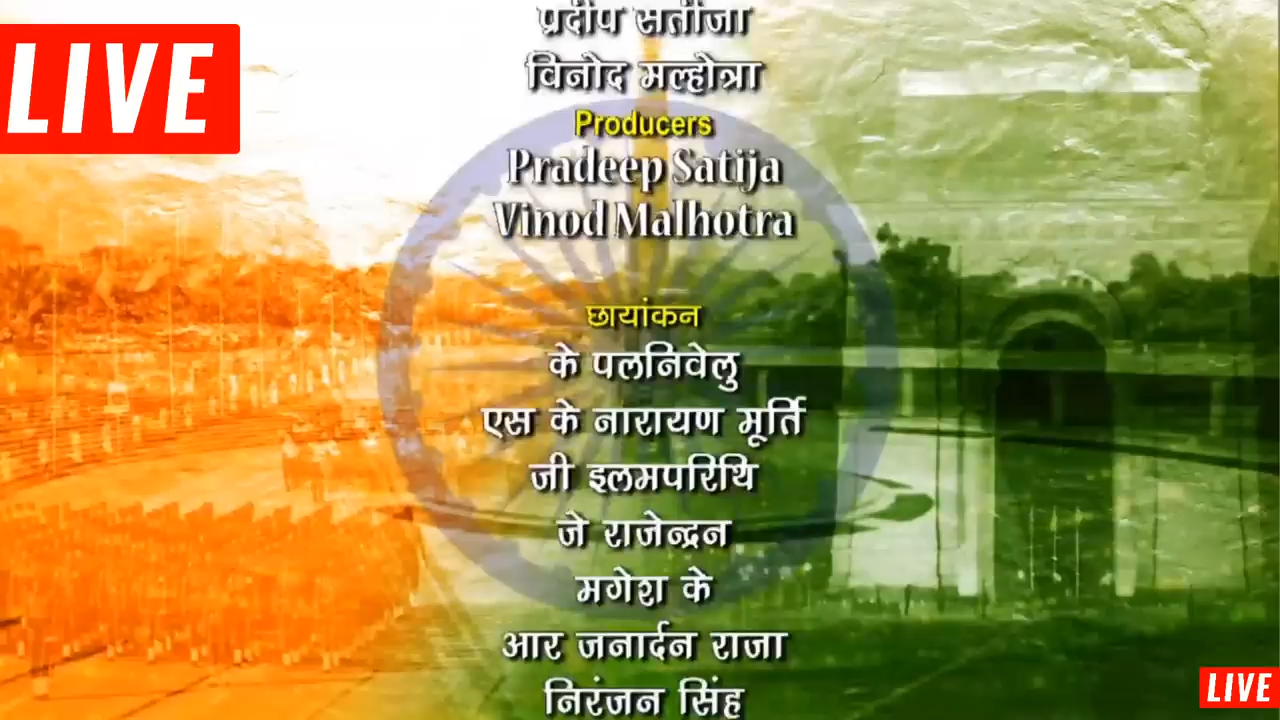 प्रदीप सतीजा
LIVE
विनोद मल्होत्रा
Producers
Pradeep Satija
Vinod Malhotra
छायांकन
के पलनिवेलु
एस के नारायण मूर्ति
जी इलमपरिथि
जे राजेन्द्रन
मगेश के
आर जनार्दन राजा
निरंजन सिंह
LIVE